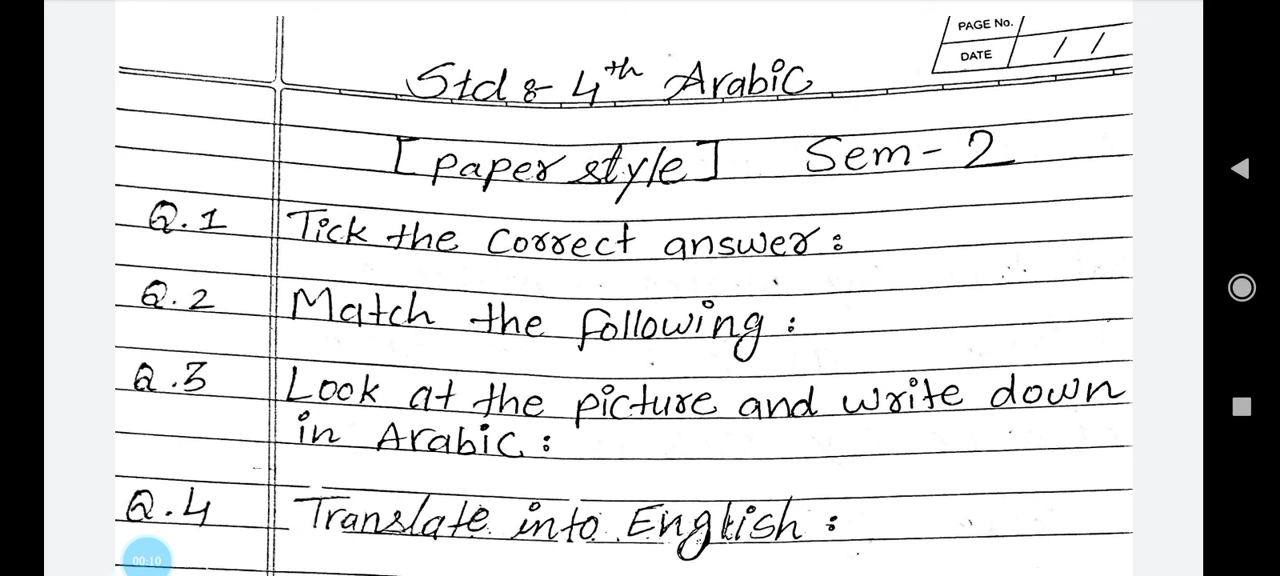 PAGE No.
DATE / /
Std :- 4th Arabic
[Paper style] Sem - 2
Q.1 Tick the correct answer :
Q.2 Match the following :
Q.3 Look at the picture and write down
in Arabic :
Q.4 Translate into English :
00:10